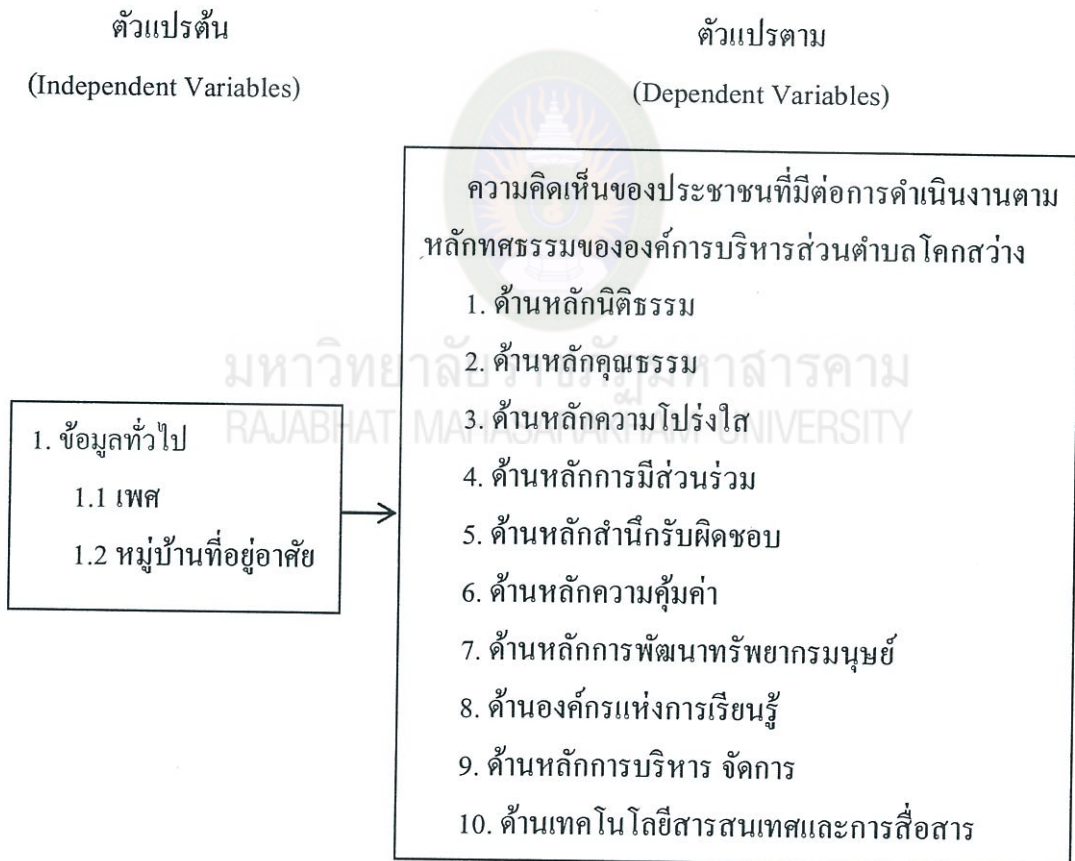 ตัวแปรต้น
(Independent Variables)
ตัวแปรตาม
(Dependent Variables)
ความคิดเห็นของประชาชนที่มีต่อการดำเนินงานตาม
หลักทศธรรมขององค์การบริหารส่วนตำบลโคกสว่าง
1. ด้านหลักนิติธรรม
2. ด้านหลักคุณธรรม
3. ด้านหลักความโปร่งใส
4. ด้านหลักการมีส่วนร่วม
5. ด้านหลักสำนึกรับผิดชอบ
6. ด้านหลักความคุ้มค่า
7. ด้านหลักการพัฒนาทรัพยากรมนุษย์
8. ด้านองค์กรแห่งการเรียนรู้
9. ด้านหลักการบริหาร จัดการ
10. ด้านเทคโนโลยีสารสนเทศและการสื่อสาร
1. ข้อมูลทั่วไป
1.1 เพศ
1.2 หมู่บ้านที่อยู่อาศัย
มหาวิทยาลัยราชภัฏมหาสารคาม
RAJABHAT MAHASARAKHAM UNIVERSITY